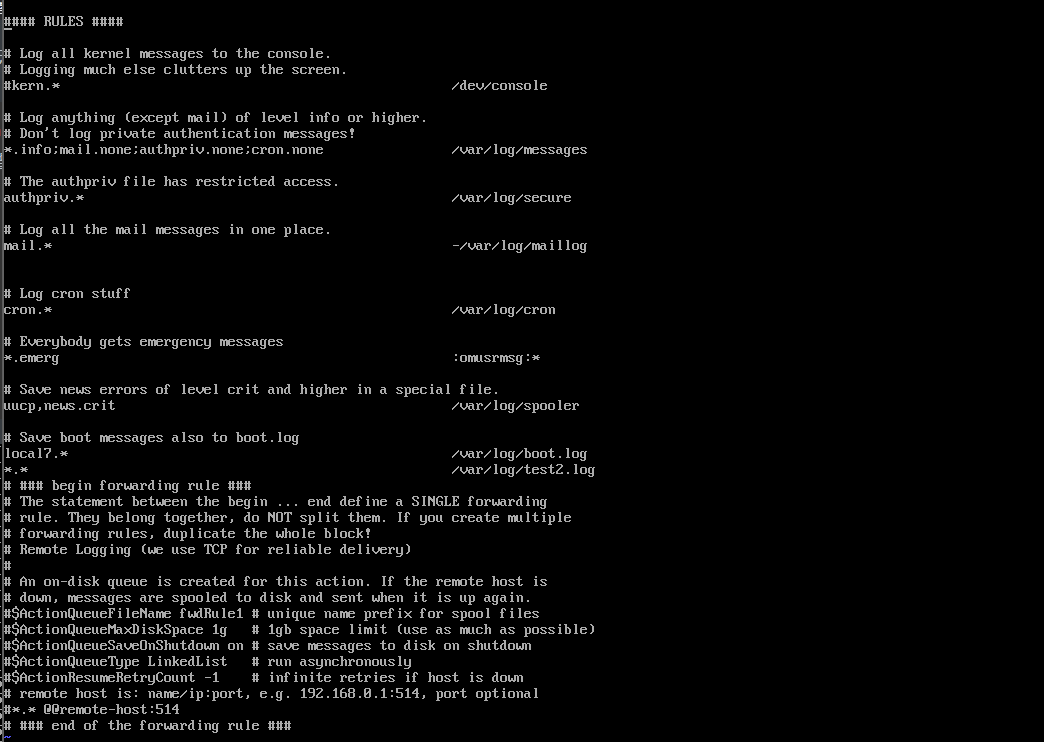 #### RULES ####
# Log all kernel messages to the console.
# Logging much else clutters up the screen.
#kern.* /dev/console
# Log anything (except mail) of level info or higher.
# Don't log private authentication messages!
*.info;mail.none;authpriv.none;cron.none /var/log/messages
# The authpriv file has restricted access.
authpriv.* /var/log/secure
# Log all the mail messages in one place.
mail.* -/var/log/maillog
# Log cron stuff
cron.* /var/log/cron
# Everybody gets emergency messages
*.emerg :omusrmsg:*
# Save news errors of level crit and higher in a special file.
uucp,news.crit /var/log/spooler
# Save boot messages also to boot.log
local7.* /var/log/boot.log
*.* /var/log/test2.log
# ### begin forwarding rule ###
# The statement between the begin ... end define a SINGLE forwarding
# rule. They belong together, do NOT split them. If you create multiple
# forwarding rules, duplicate the whole block!
# Remote Logging (we use TCP for reliable delivery)
#
# An on-disk queue is created for this action. If the remote host is
# down, messages are spooled to disk and sent when it is up again.
#$ActionQueueFileName fwdRule1 # unique name prefix for spool files
#$ActionQueueMaxDiskSpace 1g # 1gb space limit (use as much as possible)
#$ActionQueueSaveOnShutdown on # save messages to disk on shutdown
#$ActionQueueType LinkedList # run asynchronously
#$ActionResumeRetryCount -1 # infinite retries if host is down
# remote host is: name/ip:port, e.g. 192.168.0.1:514, port optional
#*.* @@remote-host:514
# ### end of the forwarding rule ###
~